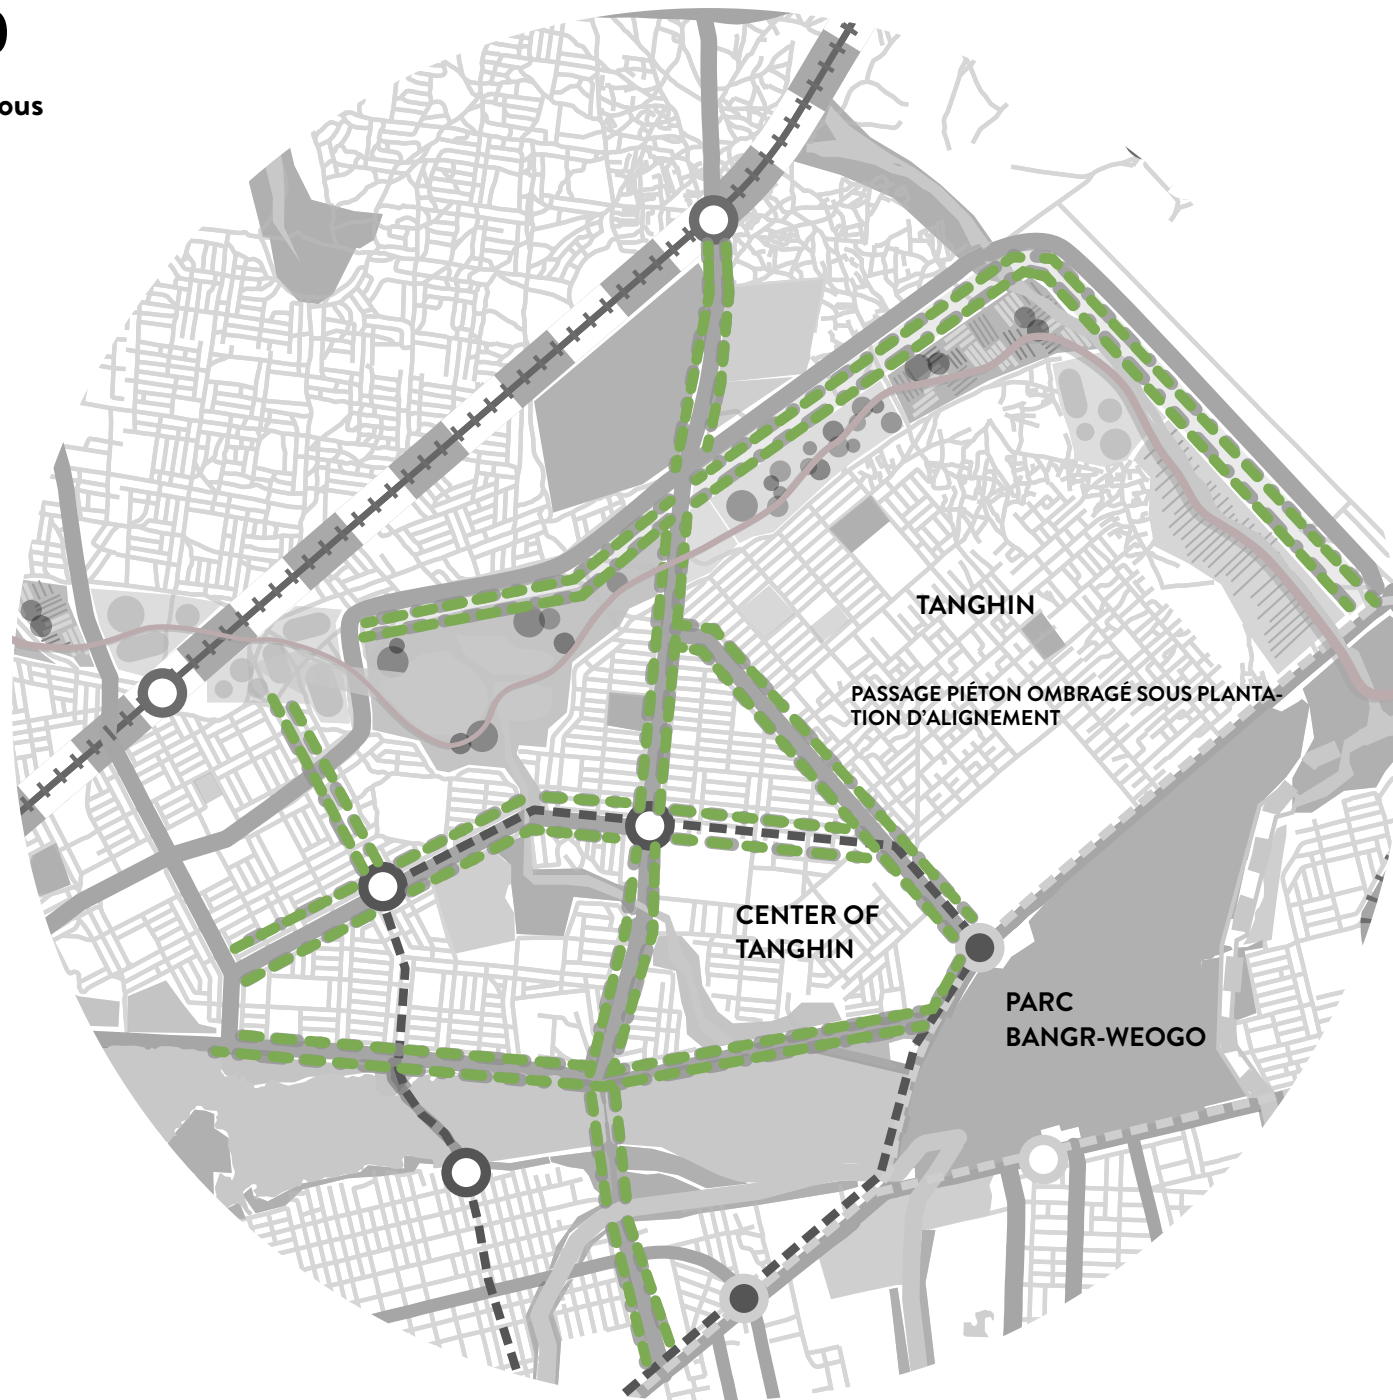 ous
TANGHIN
PASSAGE PIÉTON OMBRAGÉ SOUS PLANTA-
TION D'ALIGNEMENT
CENTER OF
TANGHIN
PARC
BANGR-WEOGO